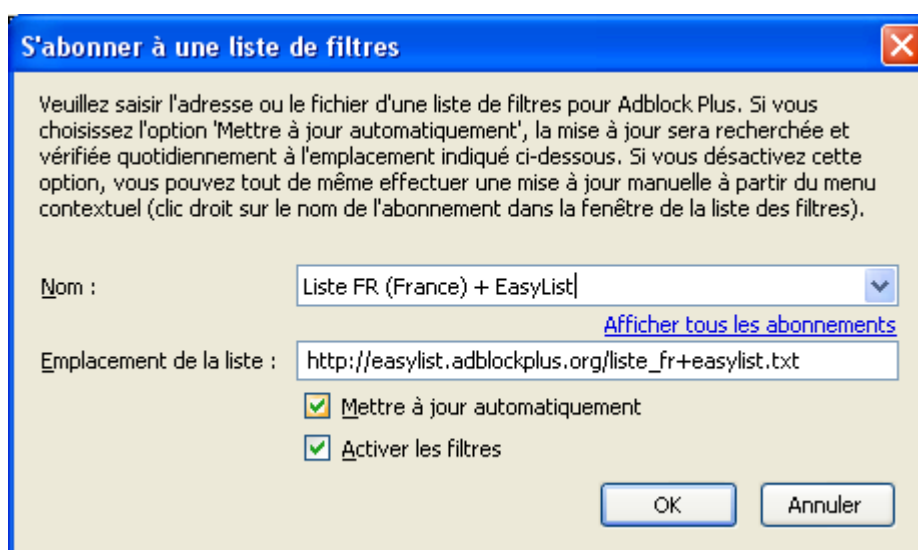 S'abonner à une liste de filtres
Veuillez saisir l'adresse ou le fichier d'une liste de filtres pour Adblock Plus. Si vous
choisissez l'option 'Mettre à jour automatiquement', la mise à jour sera recherchée et
vérifiée quotidiennement à l'emplacement indiqué ci-dessous. Si vous désactivez cette
option, vous pouvez tout de même effectuer une mise à jour manuelle à partir du menu
contextuel (clic droit sur le nom de l'abonnement dans la fenêtre de la liste des filtres).
Nom : Liste FR (France) + EasyList
Afficher tous les abonnements
Emplacement de la liste : http://easylist.adblockplus.org/liste_fr+easylist.txt
Mettre à jour automatiquement
Activer les filtres
OK Annuler